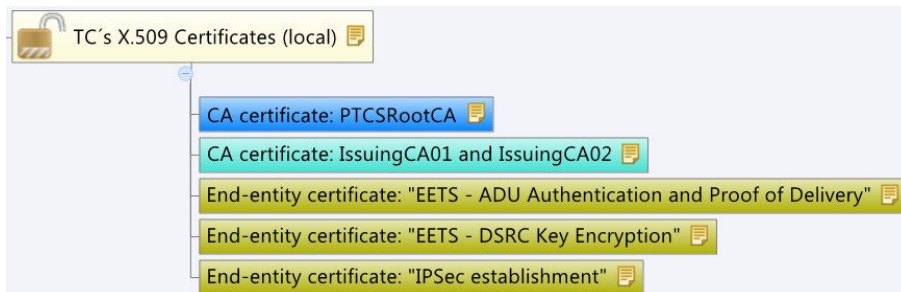 TC´s X.509 Certificates (local)
CA certificate: PTCSRootCA
CA certificate: IssuingCA01 and IssuingCA02
End-entity certificate: "EETS - ADU Authentication and Proof of Delivery"
End-entity certificate: "EETS - DSRC Key Encryption"
End-entity certificate: "IPSec establishment"